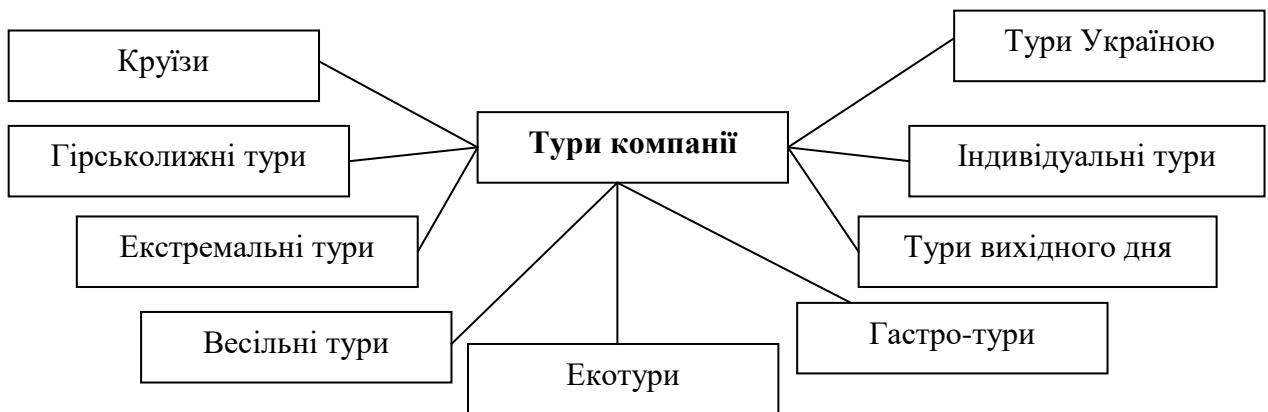 Круїзи
Тури Україною
Тури компанії
Гірськолижні тури
Індивідуальні тури
Екстремальні тури
Тури вихідного дня
Весільні тури
Гастро-тури
Екотури